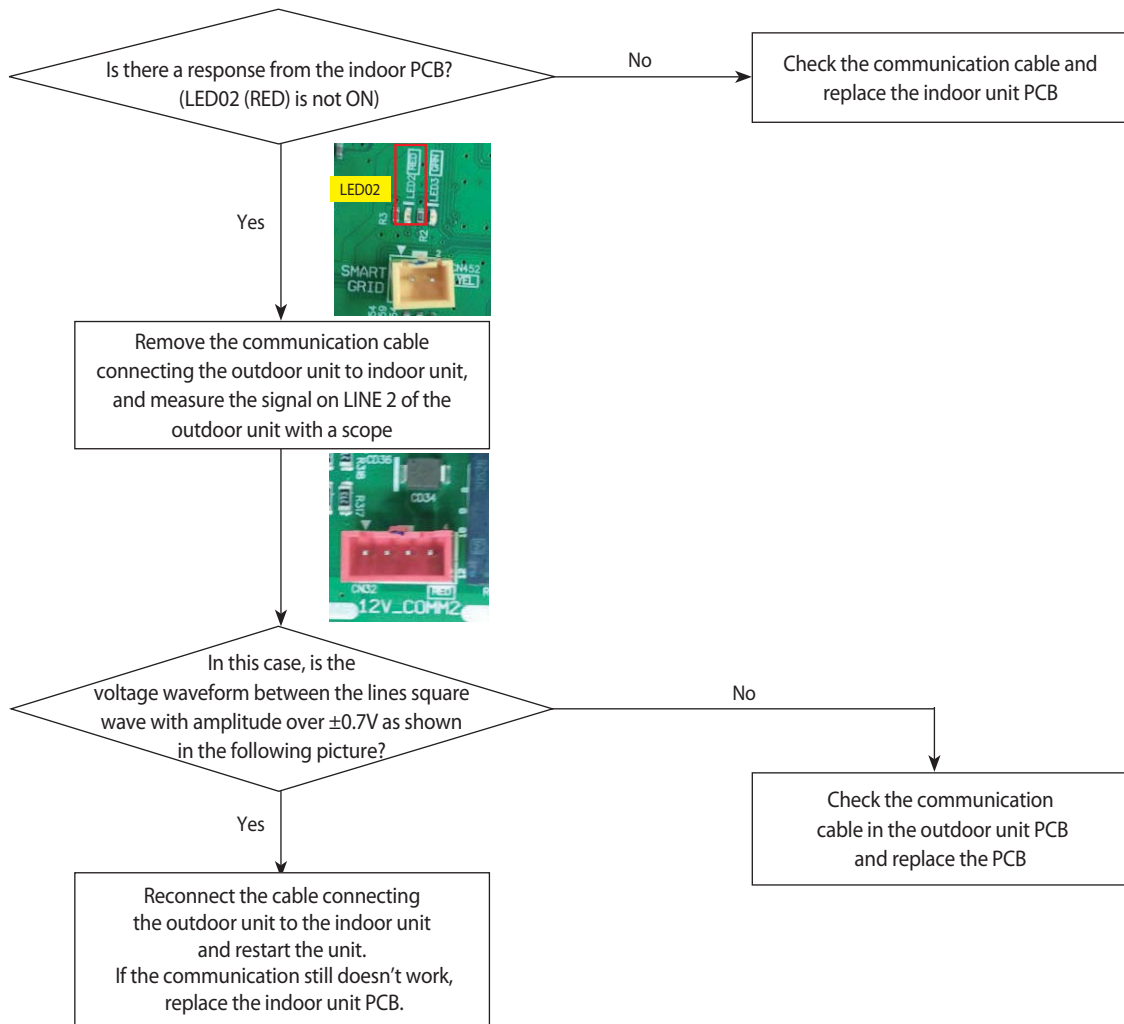 Is there a response from the indoor PCB?
(LED02 (RED) is not ON)
No
Check the communication cable and
replace the indoor unit PCB
Yes
LED02
LED2 RED
LED3 GRN
R3
R2
SMART
GRID
CN452
YEL
Remove the communication cable
connecting the outdoor unit to indoor unit,
and measure the signal on LINE 2 of the
outdoor unit with a scope
CD36
R318
CD34
R317
CN32
RED
12V_COMM2
In this case, is the
voltage waveform between the lines square
wave with amplitude over ±0.7V as shown
in the following picture?
No
Check the communication
cable in the outdoor unit PCB
and replace the PCB
Yes
Reconnect the cable connecting
the outdoor unit to the indoor unit
and restart the unit.
If the communication still doesn’t work,
replace the indoor unit PCB.